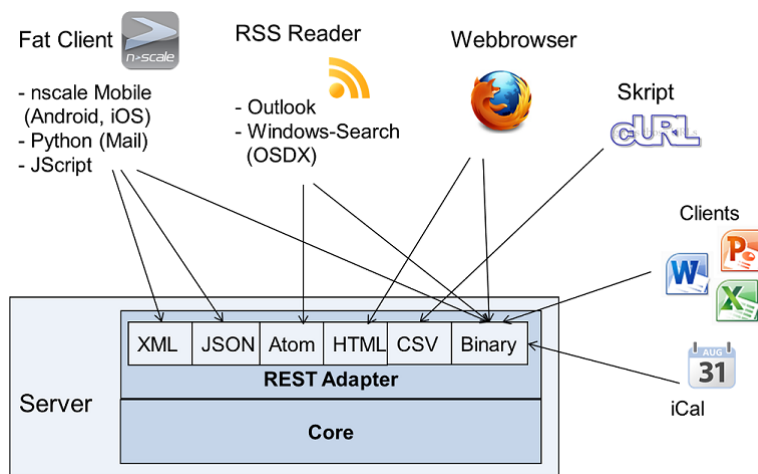 Fat Client
n>scale
- nscale Mobile
(Android, iOS)
- Python (Mail)
- JScript
RSS Reader
- Outlook
- Windows-Search
(OSDX)
Webbrowser
Skript
cURL
Clients
W
P
X
AUG
31
iCal
XML
JSON
Atom
HTML
CSV
Binary
REST Adapter
Server
Core